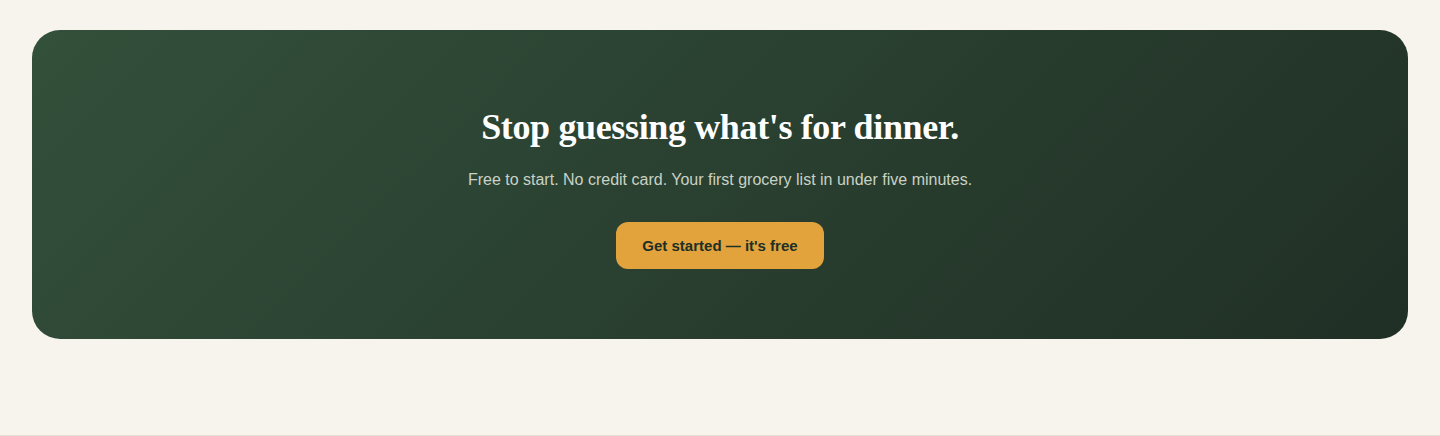 Stop guessing what's for dinner.
Free to start. No credit card. Your first grocery list in under five minutes.
Get started — it's free